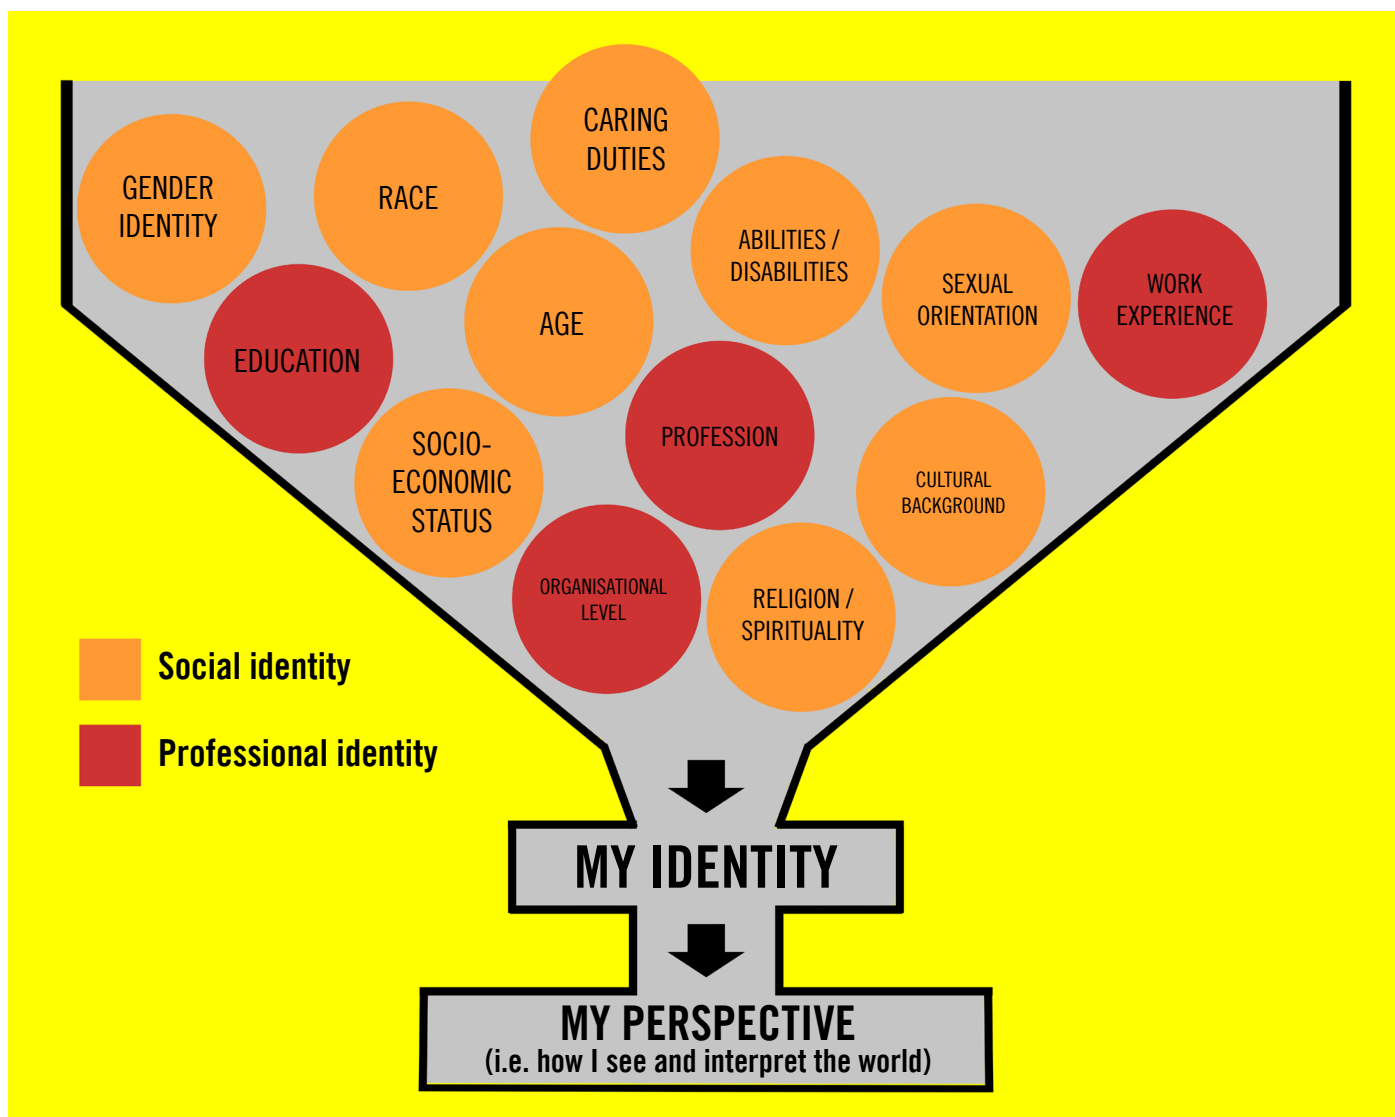 CARING
DUTIES
GENDER
IDENTITY
RACE
ABILITIES /
DISABILITIES
SEXUAL
ORIENTATION
WORK
EXPERIENCE
AGE
EDUCATION
PROFESSION
SOCIO-
ECONOMIC
STATUS
CULTURAL
BACKGROUND
ORGANISATIONAL
LEVEL
RELIGION /
SPIRITUALITY
Social identity
Professional identity
MY IDENTITY
MY PERSPECTIVE
(i.e. how I see and interpret the world)